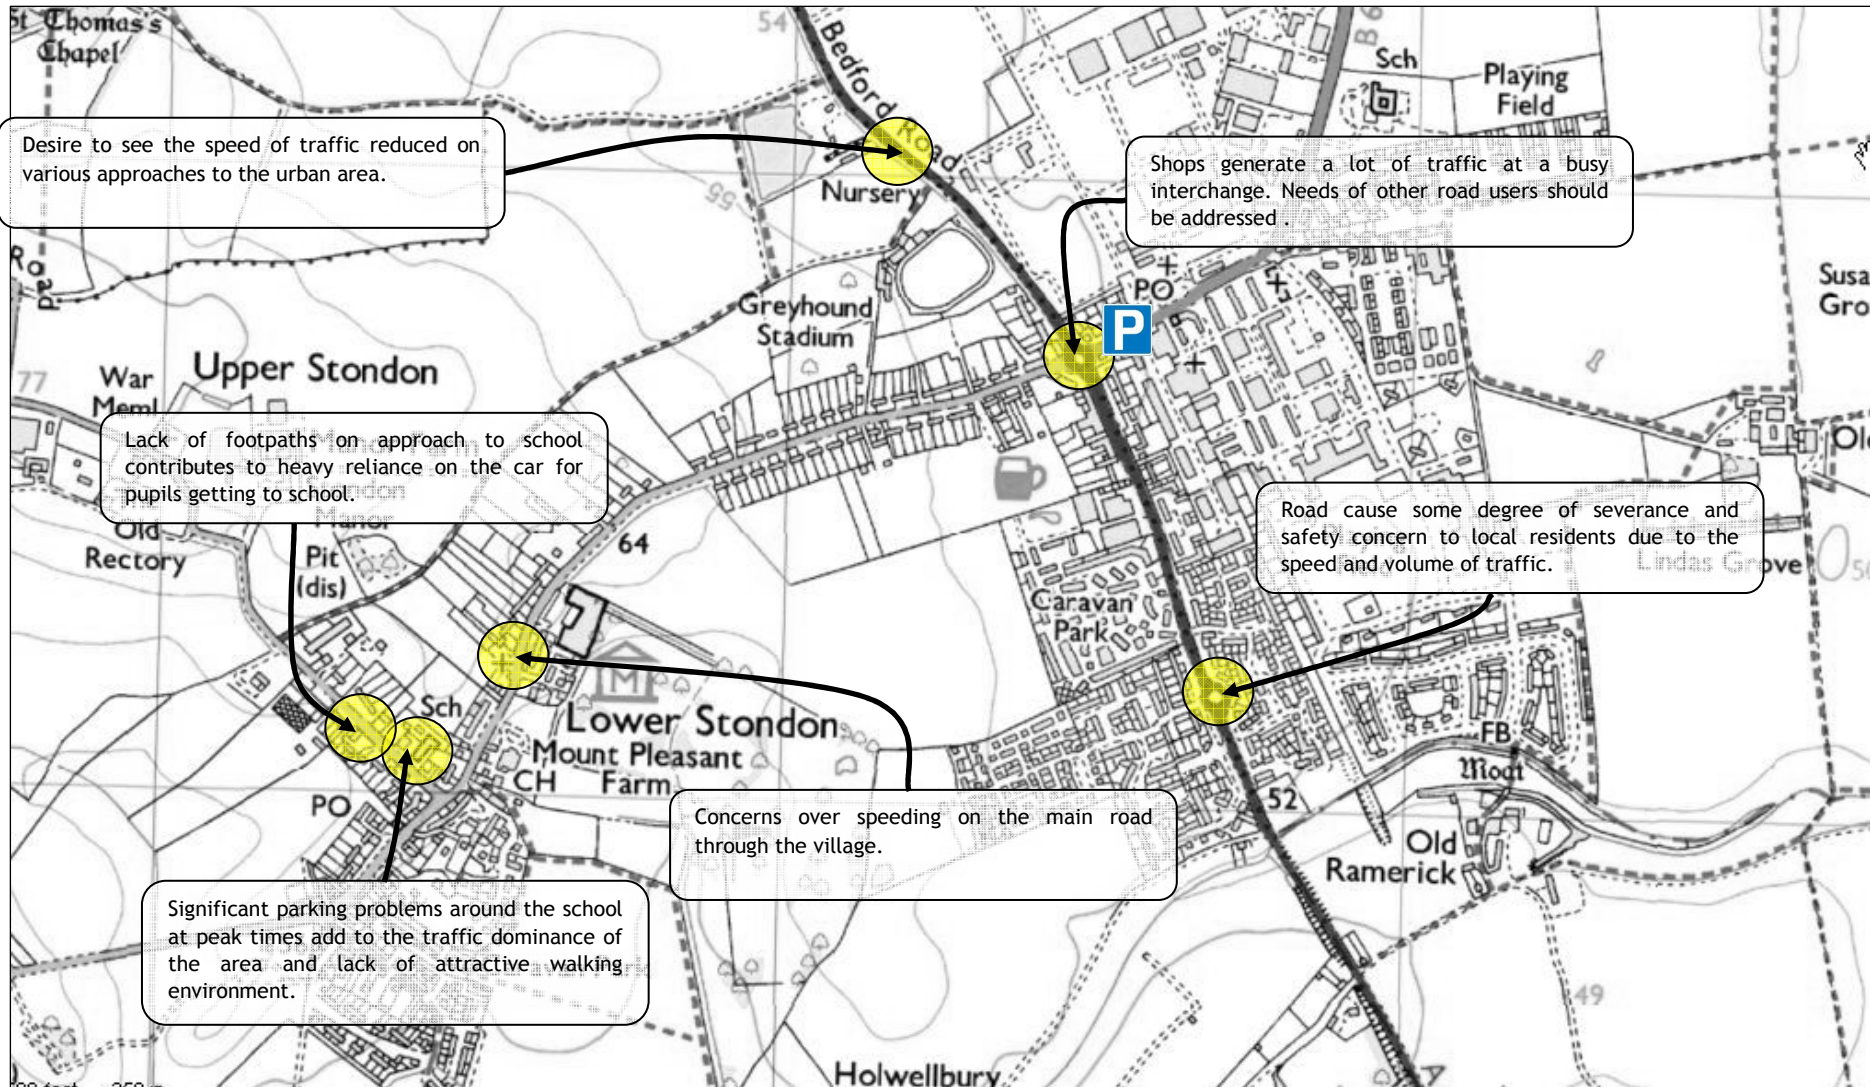 St Thomas's
Chapel
54
Bedford Road
B 6
Sch
Playing
Field
Desire to see the speed of traffic reduced on
various approaches to the urban area.
Shops generate a lot of traffic at a busy
interchange. Needs of other road users should
be addressed .
Nursery
55
Road
Greyhound
Stadium
PO
P
Susa
Gro
77
War
Meml
Upper Stondon
Lack of footpaths on approach to school
contributes to heavy reliance on the car for
pupils getting to school.
Manor
Old
Rectory
Pit
(dis)
64
Old
Road cause some degree of severance and
safety concern to local residents due to the
speed and volume of traffic.
Lindas Grove
50
Caravan
Park
M
Sch
Lower Stondon
Mount Pleasant
Farm
CH
PO
FB
Moat
52
Old
Ramerick
Concerns over speeding on the main road
through the village.
Significant parking problems around the school
at peak times add to the traffic dominance of
the area and lack of attractive walking
environment.
49
Holwellbury
A